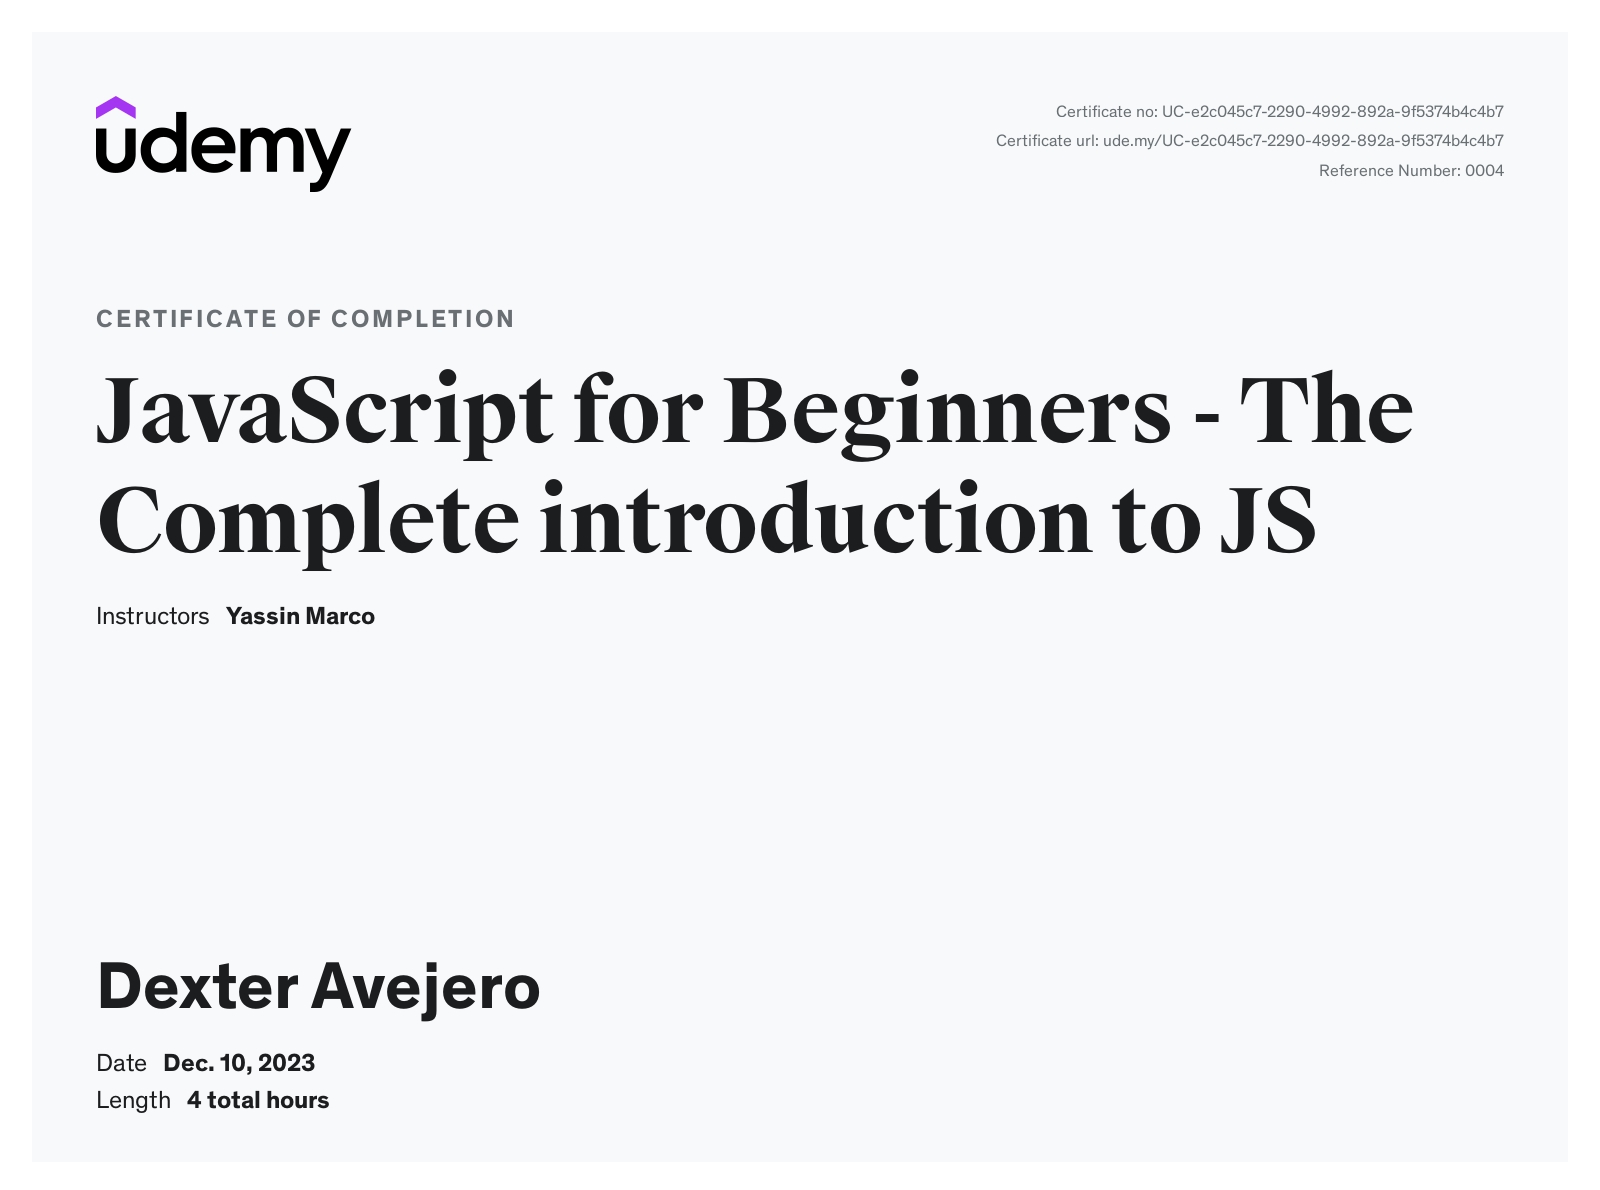 udemy
Certificate no: UC-e2c045c7-2290-4992-892a-9f5374b4c4b7
Certificate url: ude.my/UC-e2c045c7-2290-4992-892a-9f5374b4c4b7
Reference Number: 0004
CERTIFICATE OF COMPLETION
JavaScript for Beginners - The
Complete introduction to JS
Instructors Yassin Marco
Dexter Avejero
Date Dec. 10, 2023
Length 4 total hours